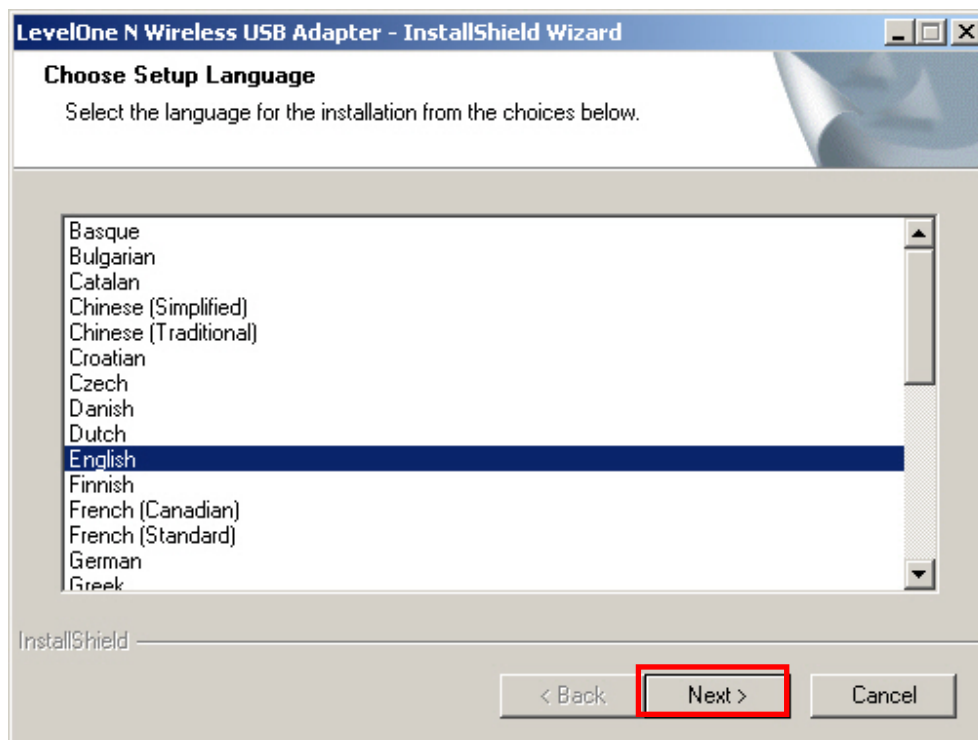 LevelOne N Wireless USB Adapter - InstallShield Wizard
Choose Setup Language
Select the language for the installation from the choices below.
Basque
Bulgarian
Catalan
Chinese (Simplified)
Chinese (Traditional)
Croatian
Czech
Danish
Dutch
English
Finnish
French (Canadian)
French (Standard)
German
Greek
InstallShield
< Back
Next >
Cancel